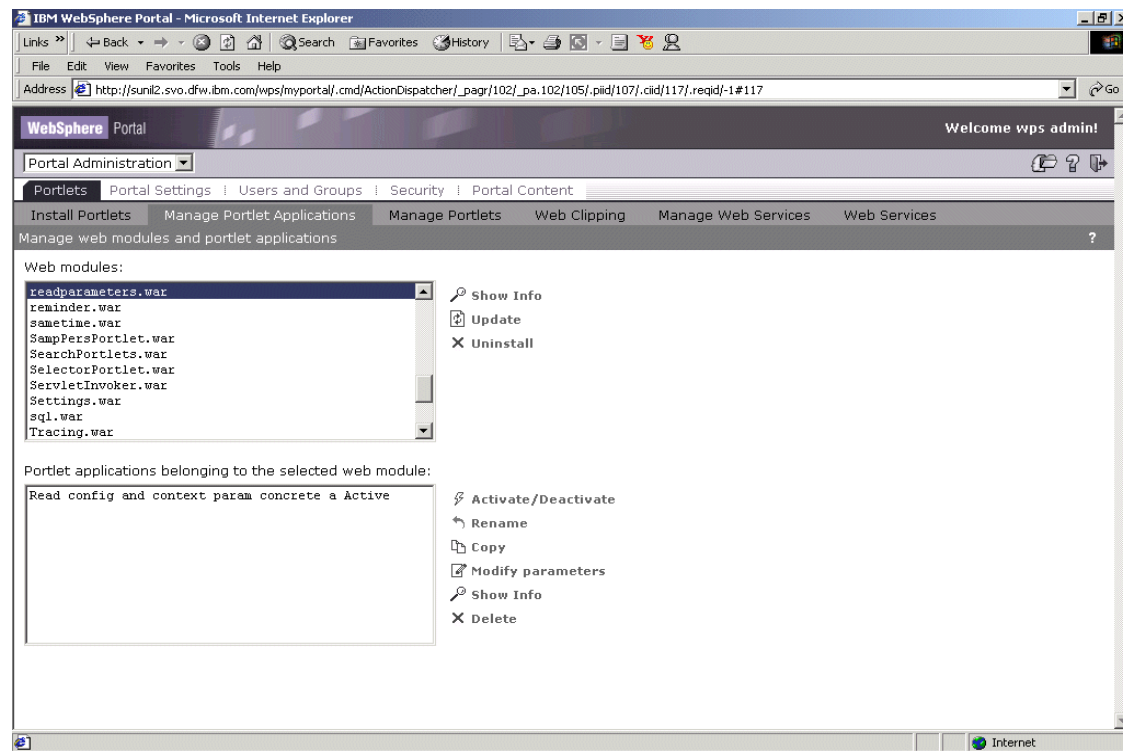 IBM WebSphere Portal - Microsoft Internet Explorer
Links » Back Search Favorites History
File Edit View Favorites Tools Help
Address http://sunil2.svo.dfw.ibm.com/wps/myportal/.cmd/ActionDispatcher/_pagr/102/_pa.102/105/.piid/107/.ciid/117/.reqid/-1#117 Go
WebSphere Portal Welcome wps admin!
Portal Administration
Portlets Portal Settings | Users and Groups | Security | Portal Content
Install Portlets Manage Portlet Applications Manage Portlets Web Clipping Manage Web Services Web Services
Manage web modules and portlet applications ?
Web modules:
readparameters.war
reminder.war
sametime.war
SampPersPortlet.war
SearchPortlets.war
SelectorPortlet.war
ServletInvoker.war
Settings.war
sql.war
Tracing.war
Show Info
Update
Uninstall
Portlet applications belonging to the selected web module:
Read config and context param concrete a Active
Activate/Deactivate
Rename
Copy
Modify parameters
Show Info
Delete
Internet